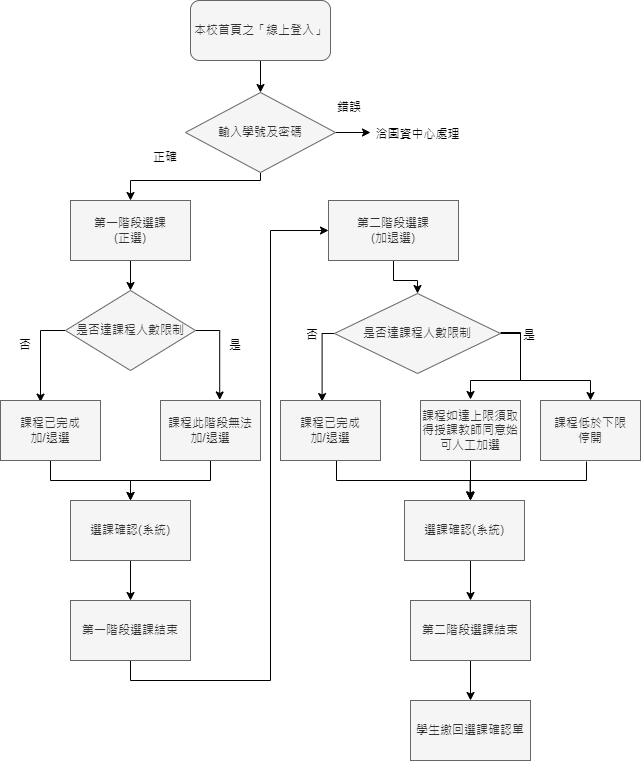 本校首頁之「線上登入」
輸入學號及密碼
錯誤
洽圖資中心處理
正確
第一階段選課
(正選)
是否達課程人數限制
否
是
課程已完成
加/退選
課程此階段無法
加/退選
選課確認(系統)
第一階段選課結束
第二階段選課
(加退選)
是否達課程人數限制
否
是
課程已完成
加/退選
課程如達上限須取
得授課教師同意始
可人工加選
課程低於下限
停開
選課確認(系統)
第二階段選課結束
學生繳回選課確認單